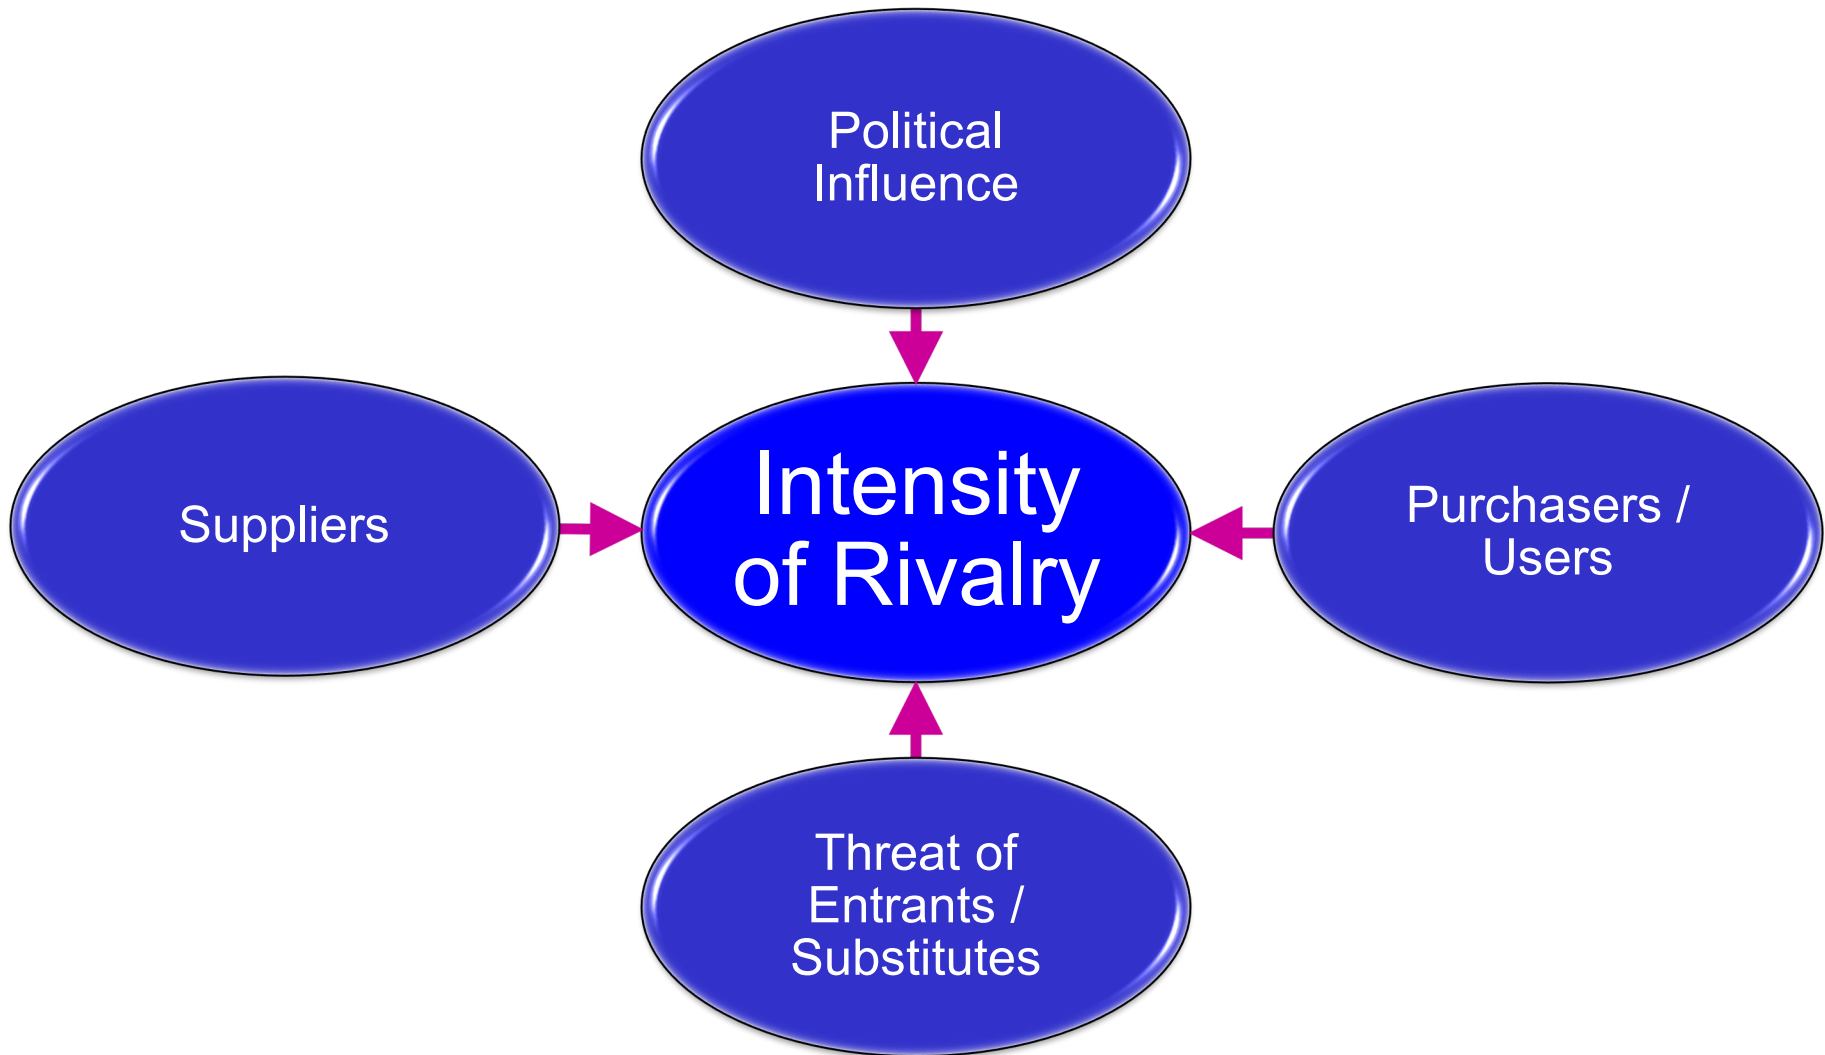 Political
Influence
Suppliers
Intensity
of Rivalry
Purchasers /
Users
Threat of
Entrants /
Substitutes